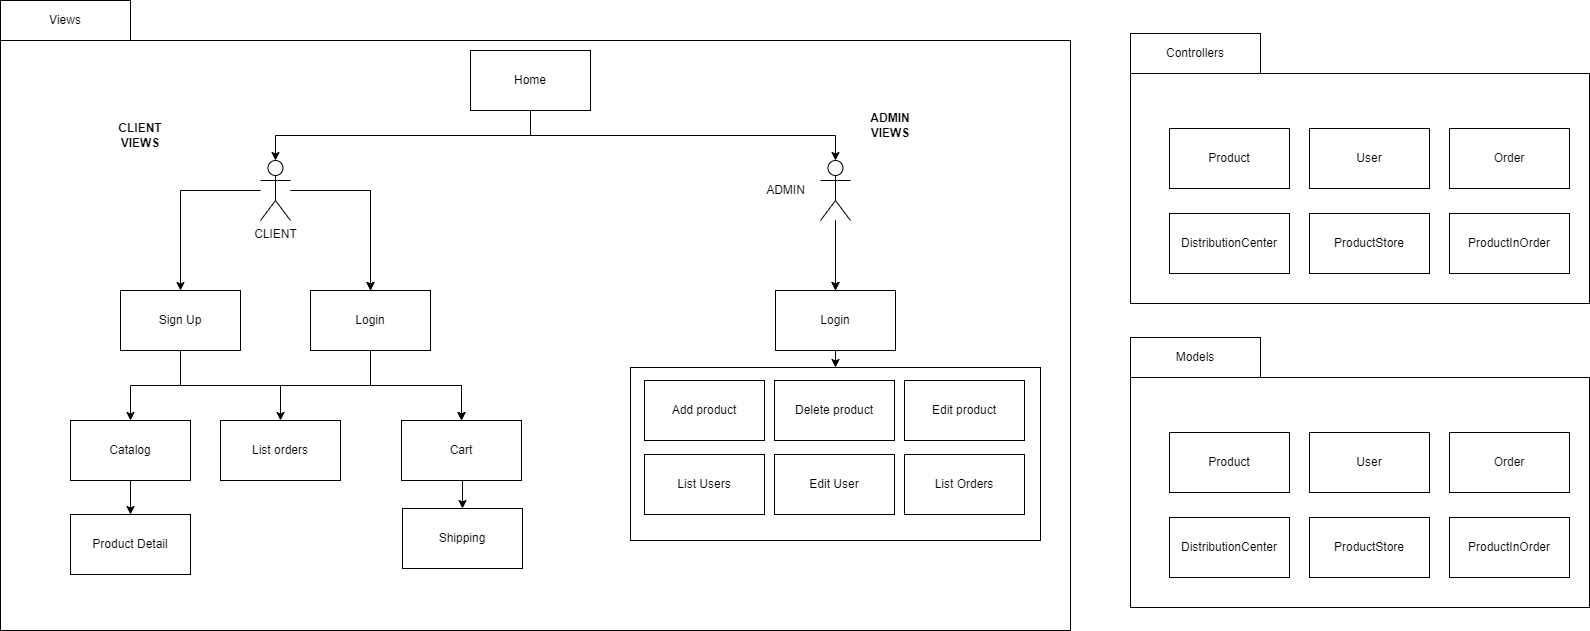 Views
Home
CLIENT
VIEWS
ADMIN
VIEWS
CLIENT
ADMIN
Sign Up
Login
Login
Catalog
List orders
Cart
Product Detail
Shipping
Add product
Delete product
Edit product
List Users
Edit User
List Orders
Controllers
Product
User
Order
DistributionCenter
ProductStore
ProductInOrder
Models
Product
User
Order
DistributionCenter
ProductStore
ProductInOrder